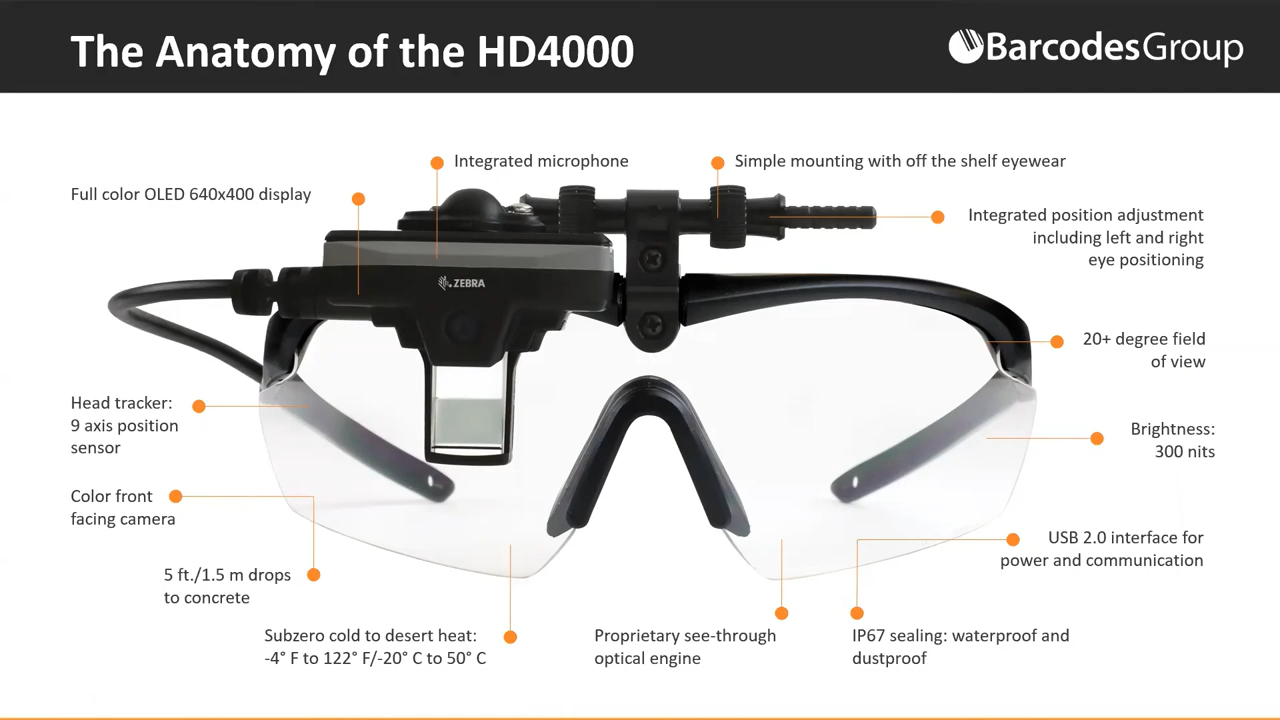 The Anatomy of the HD4000
BarcodesGroup
Integrated microphone
Simple mounting with off the shelf eyewear
Full color OLED 640x400 display
Integrated position adjustment
including left and right
eye positioning
ZEBRA
20+ degree field
of view
Head tracker:
9 axis position
sensor
Brightness:
300 nits
Color front
facing camera
USB 2.0 interface for
power and communication
5 ft./1.5 m drops
to concrete
Subzero cold to desert heat:
-4° F to 122° F/-20° C to 50° C
Proprietary see-through
optical engine
IP67 sealing: waterproof and
dustproof